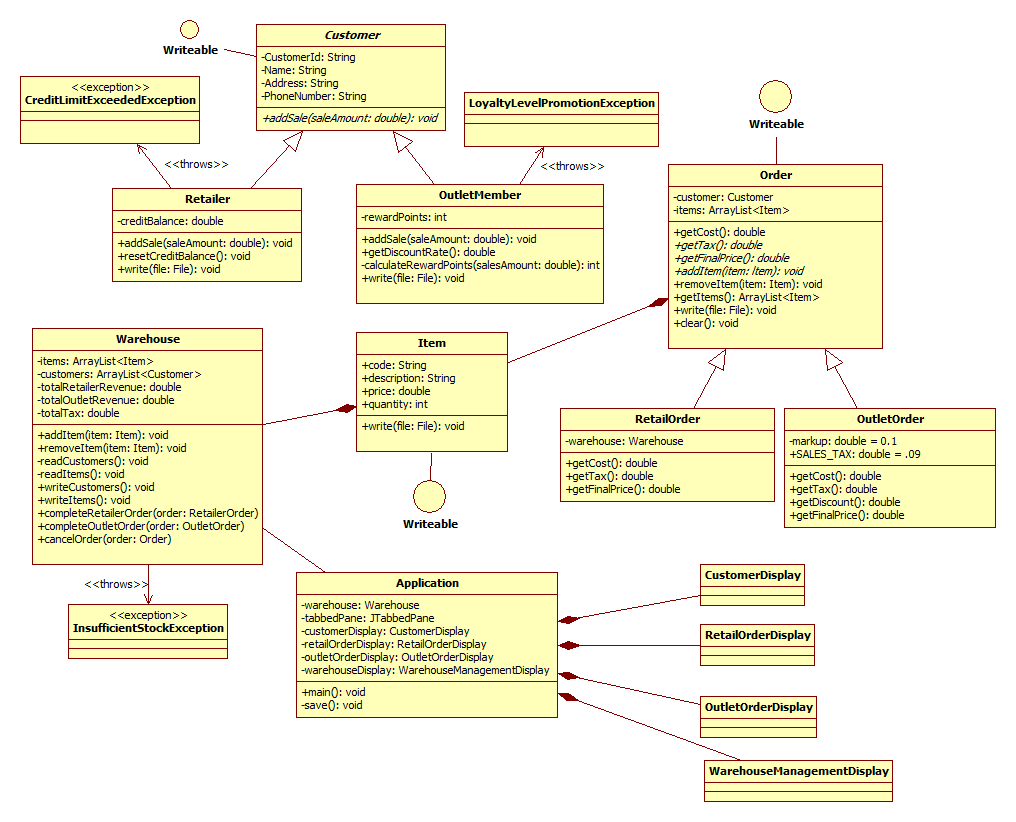 Writeable
Customer
-CustomerId: String
-Name: String
-Address: String
-PhoneNumber: String
+addSale(saleAmount: double): void
<<exception>>
CreditLimitExceededException
<<throws>>
LoyaltyLevelPromotionException
<<throws>>
Writeable
Retailer
-creditBalance: double
+addSale(saleAmount: double): void
+resetCreditBalance(): void
+write(file: File): void
OutletMember
-rewardPoints: int
+addSale(saleAmount: double): void
+getDiscountRate(): double
-calculateRewardPoints(salesAmount: double): int
+write(file: File): void
Order
-customer: Customer
-items: ArrayList<Item>
+getCost(): double
+getTax(): double
+getFinalPrice(): double
+addItem(item: Item): void
+removeItem(item: Item): void
+getItems(): ArrayList<Item>
+write(file: File): void
+clear(): void
Warehouse
-items: ArrayList<Item>
-customers: ArrayList<Customer>
-totalRetailerRevenue: double
-totalOutletRevenue: double
-totalTax: double
+addItem(item: Item): void
+removeItem(item: Item): void
-readCustomers(): void
-readItems(): void
+writeCustomers(): void
+writeItems(): void
+completeRetailerOrder(order: RetailerOrder)
+completeOutletOrder(order: OutletOrder)
+cancelOrder(order: Order)
Item
+code: String
+description: String
+price: double
+quantity: int
+write(file: File): void
Writeable
RetailOrder
-warehouse: Warehouse
+getCost(): double
+getTax(): double
+getFinalPrice(): double
OutletOrder
-markup: double = 0.1
+SALES_TAX: double = .09
+getCost(): double
+getTax(): double
+getDiscount(): double
+getFinalPrice(): double
<<throws>>
<<exception>>
InsufficientStockException
Application
-warehouse: Warehouse
-tabbedPane: JTabbedPane
-customerDisplay: CustomerDisplay
-retailOrderDisplay: RetailOrderDisplay
-outletOrderDisplay: OutletOrderDisplay
-warehouseDisplay: WarehouseManagementDisplay
+main(): void
-save(): void
CustomerDisplay
RetailOrderDisplay
OutletOrderDisplay
WarehouseManagementDisplay